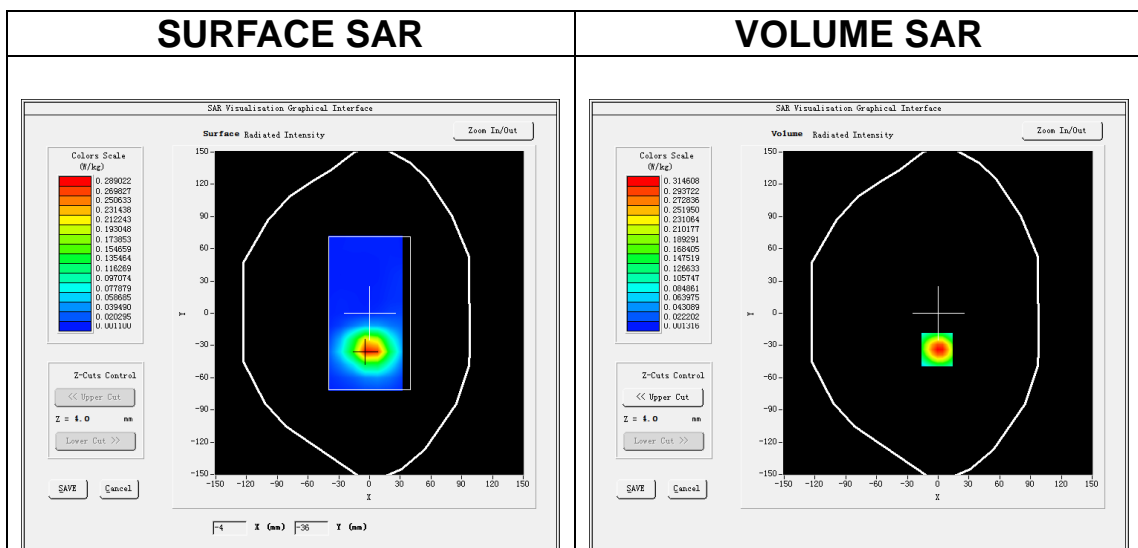 SURFACE SAR
VOLUME SAR
SAR Visualisation Graphical Interface
Surface Radiated Intensity
Zoom In/Out
Colors Scale
(W/kg)
0.289022
0.269827
0.250633
0.231438
0.212243
0.193048
0.173853
0.154659
0.135464
0.116269
0.097074
0.077879
0.058685
0.039490
0.020295
0.001100
Z-Cuts Control
<< Upper Cut
Z = 4.0 mm
Lower Cut >>
SAVE
Cancel
150
120
90
60
30
0
-30
-60
-90
-120
-150
Y
-150 -120 -90 -60 -30 0 30 60 90 120 150
X
-4 X (mm) -36 Y (mm)
SAR Visualisation Graphical Interface
Volume Radiated Intensity
Zoom In/Out
Colors Scale
(W/kg)
0.314608
0.293722
0.272836
0.251950
0.231064
0.210177
0.189291
0.168405
0.147519
0.126633
0.105747
0.084861
0.063975
0.043089
0.022202
0.001316
Z-Cuts Control
<< Upper Cut
Z = 4.0 mm
Lower Cut >>
SAVE
Cancel
150
120
90
60
30
0
-30
-60
-90
-120
-150
Y
-150 -120 -90 -60 -30 0 30 60 90 120 150
X